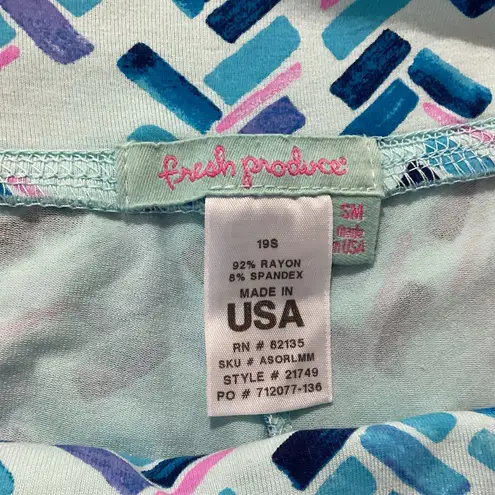 fresh produce
SM
made
in USA
19S
92% RAYON
8% SPANDEX
MADE IN
USA
RN # 82135
SKU # ASORLMM
STYLE # 21749
PO # 712077-136